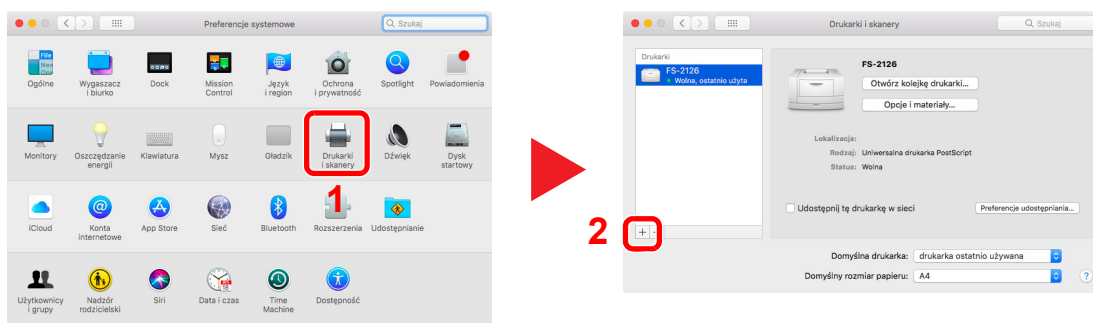 Preferencje systemowe
Szukaj
File
New
Ogólne
Wygaszacz
i biurko
Dock
Mission
Control
Język
i region
Ochrona
i prywatność
Spotlight
Powiadomienia
Monitory
Oszczędzanie
energii
Klawiatura
Mysz
Gładzik
Drukarki
i skanery
Dźwięk
Dysk
startowy
1
iCloud
Konta
internetowe
App Store
Sieć
Bluetooth
Rozszerzenia
Udostępnianie
Użytkownicy
i grupy
Nadzór
rodzicielski
Siri
Data i czas
Time
Machine
Dostępność
Drukarki i skanery
Szukaj
Drukarki
FS-2126
Wolna, ostatnio użyta
FS-2126
Otwórz kolejkę drukarki...
Opcje i materiały...
Lokalizacja:
Rodzaj: Uniwersalna drukarka PostScript
Status: Wolna
Udostępnij tę drukarkę w sieci
Preferencje udostępniania...
2
+ -
Domyślna drukarka: drukarka ostatnio używana
Domyślny rozmiar papieru: A4
?